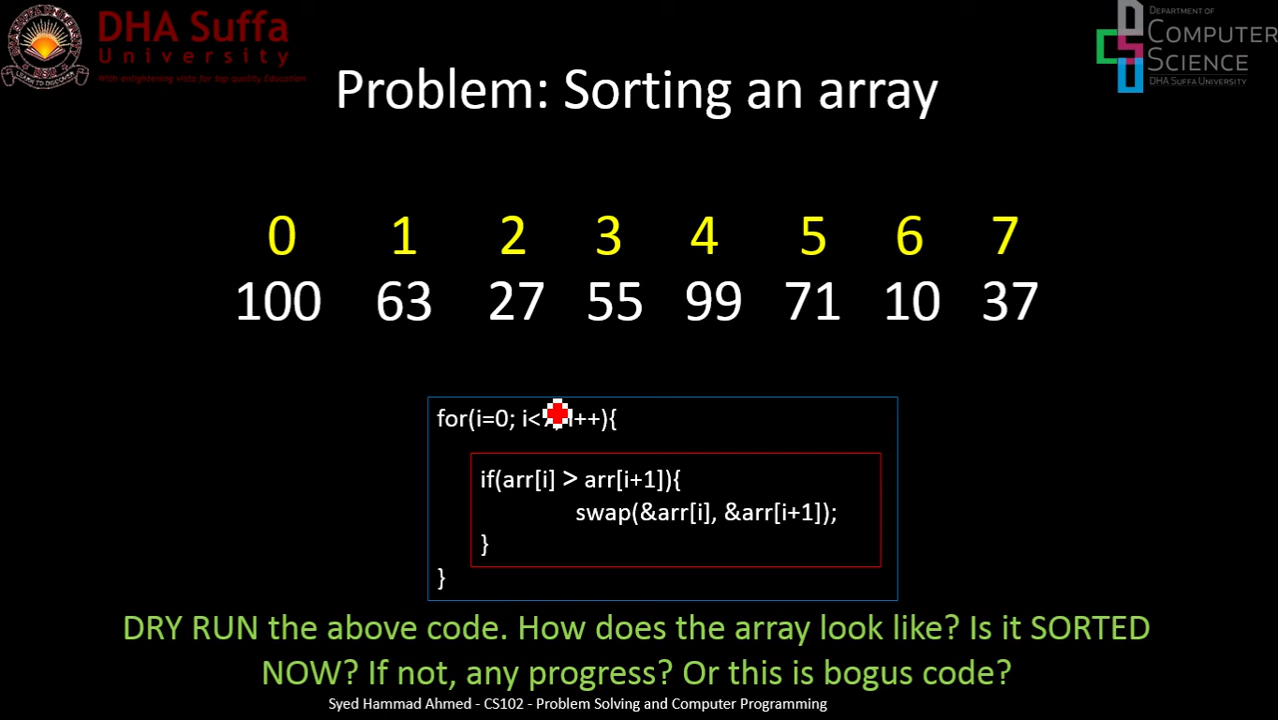 DHA Suffa
University
With enlightening vista for top quality Education
DEPARTMENT OF
COMPUTER
SCIENCE
DHA SUFFA UNIVERSITY
Problem: Sorting an array
0 1 2 3 4 5 6 7
100 63 27 55 99 71 10 37
for(i=0; i< i++){
if(arr[i] > arr[i+1]){
swap(&arr[i], &arr[i+1]);
}
}
DRY RUN the above code. How does the array look like? Is it SORTED
NOW? If not, any progress? Or this is bogus code?
Syed Hammad Ahmed - CS102 - Problem Solving and Computer Programming